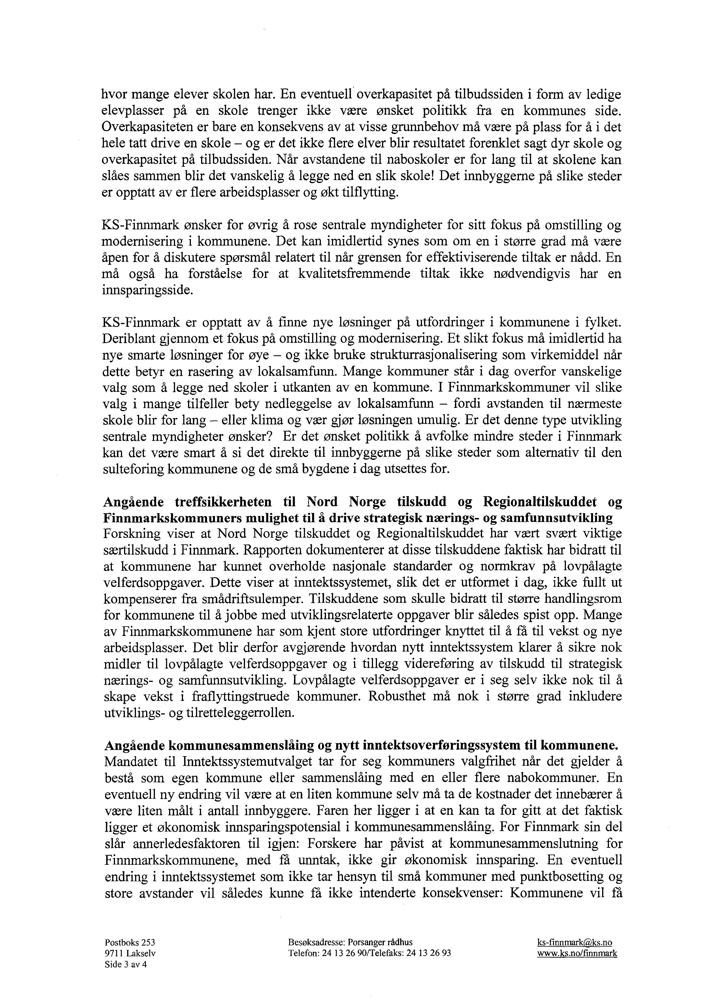 hvor mange elever skolen har. En eventuell overkapasitet på tilbudssiden i form av ledige
elevplasser på en skole trenger ikke være ønsket politikk fra en kommunes side.
Overkapasiteten er bare en konsekvens av at visse grunnbehov må være på plass for å i det
hele tatt drive en skole – og er det ikke flere elver blir resultatet forenklet sagt dyr skole og
overkapasitet på tilbudssiden. Når avstandene til naboskoler er for lang til at skolene kan
slåes sammen blir det vanskelig å legge ned en slik skole! Det innbyggerne på slike steder
er opptatt av er flere arbeidsplasser og økt tilflytting.
KS-Finnmark ønsker for øvrig å rose sentrale myndigheter for sitt fokus på omstilling og
modernisering i kommunene. Det kan imidlertid synes som om en i større grad må være
åpen for å diskutere spørsmål relatert til når grensen for effektiviserende tiltak er nådd. En
må også ha forståelse for at kvalitetsfremmende tiltak ikke nødvendigvis har en
innsparingsside.
KS-Finnmark er opptatt av å finne nye løsninger på utfordringer i kommunene i fylket.
Deriblant gjennom et fokus på omstilling og modernisering. Et slikt fokus må imidlertid ha
nye smarte løsninger for øye – og ikke bruke strukturrasjonalisering som virkemiddel når
dette betyr en rasering av lokalsamfunn. Mange kommuner står i dag overfor vanskelige
valg som å legge ned skoler i utkanten av en kommune. I Finnmarkskommuner vil slike
valg i mange tilfeller bety nedleggelse av lokalsamfunn – fordi avstanden til nærmeste
skole blir for lang – eller klima og vær gjør løsningen umulig. Er det denne type utvikling
sentrale myndigheter ønsker? Er det ønsket politikk å avfolke mindre steder i Finnmark
kan det være smart å si det direkte til innbyggerne på slike steder som alternativ til den
sulteforing kommunene og de små bygdene i dag utsettes for.
Angående treffsikkerheten til Nord Norge tilskudd og Regionaltilskuddet og
Finnmarkskommuners mulighet til å drive strategisk nærings- og samfunnsutvikling
Forskning viser at Nord Norge tilskuddet og Regionaltilskuddet har vært svært viktige
særtilskudd i Finnmark. Rapporten dokumenterer at disse tilskuddene faktisk har bidratt til
at kommunene har kunnet overholde nasjonale standarder og normkrav på lovpålagte
velferdsoppgaver. Dette viser at inntektssystemet, slik det er utformet i dag, ikke fullt ut
kompenserer fra smådriftsulemper. Tilskuddene som skulle bidratt til større handlingsrom
for kommunene til å jobbe med utviklingsrelaterte oppgaver blir således spist opp. Mange
av Finnmarkskommunene har som kjent store utfordringer knyttet til å få til vekst og nye
arbeidsplasser. Det blir derfor avgjørende hvordan nytt inntektssystem klarer å sikre nok
midler til lovpålagte velferdsoppgaver og i tillegg videreføring av tilskudd til strategisk
nærings- og samfunnsutvikling. Lovpålagte velferdsoppgaver er i seg selv ikke nok til å
skape vekst i fraflyttingstruede kommuner. Robusthet må nok i større grad inkludere
utviklings- og tilretteleggerrollen.
Angående kommunesammenslåing og nytt inntektsoverføringssystem til kommunene.
Mandatet til Inntektssystemutvalget tar for seg kommuners valgfrihet når det gjelder å
bestå som egen kommune eller sammenslåing med en eller flere nabokommuner. En
eventuell ny endring vil være at en liten kommune selv må ta de kostnader det innebærer å
være liten målt i antall innbyggere. Faren her ligger i at en kan ta for gitt at det faktisk
ligger et økonomisk innsparingspotensial i kommunesammenslåing. For Finnmark sin del
slår annerledesfaktoren til igjen: Forskere har påvist at kommunesammenslutning for
Finnmarkskommunene, med få unntak, ikke gir økonomisk innsparing. En eventuell
endring i inntektssystemet som ikke tar hensyn til små kommuner med punktbosetting og
store avstander vil således kunne få ikke intenderte konsekvenser: Kommunene vil få
Postboks 253 Besøksadresse: Porsanger rådhus ks-finnmark@ks.no
9711 Lakselv Telefon: 24 13 26 90/Telefaks: 24 13 26 93 www.ks.no/finnmark
Side 3 av 4